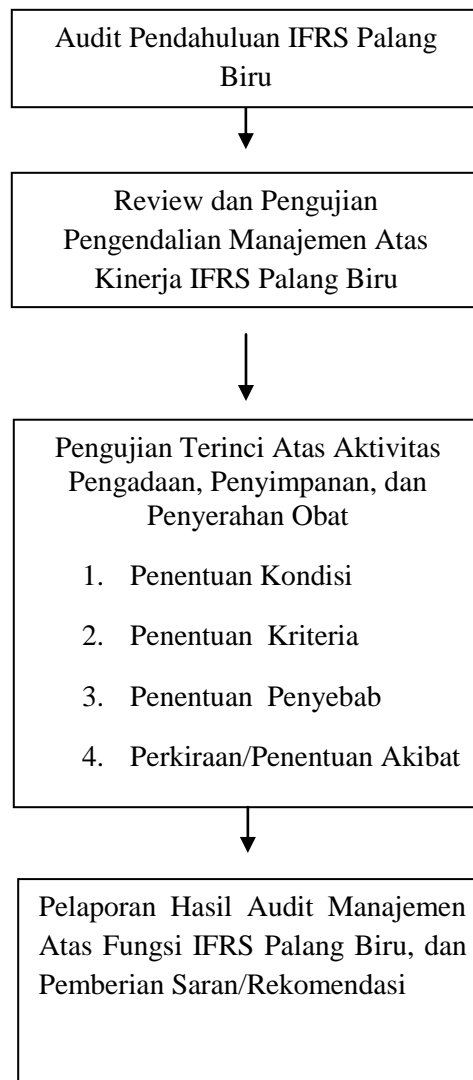 Audit Pendahuluan IFRS Palang
Biru
Review dan Pengujian
Pengendalian Manajemen Atas
Kinerja IFRS Palang Biru
Pengujian Terinci Atas Aktivitas
Pengadaan, Penyimpanan, dan
Penyerahan Obat
1. Penentuan Kondisi
2. Penentuan Kriteria
3. Penentuan Penyebab
4. Perkiraan/Penentuan Akibat
Pelaporan Hasil Audit Manajemen
Atas Fungsi IFRS Palang Biru, dan
Pemberian Saran/Rekomendasi